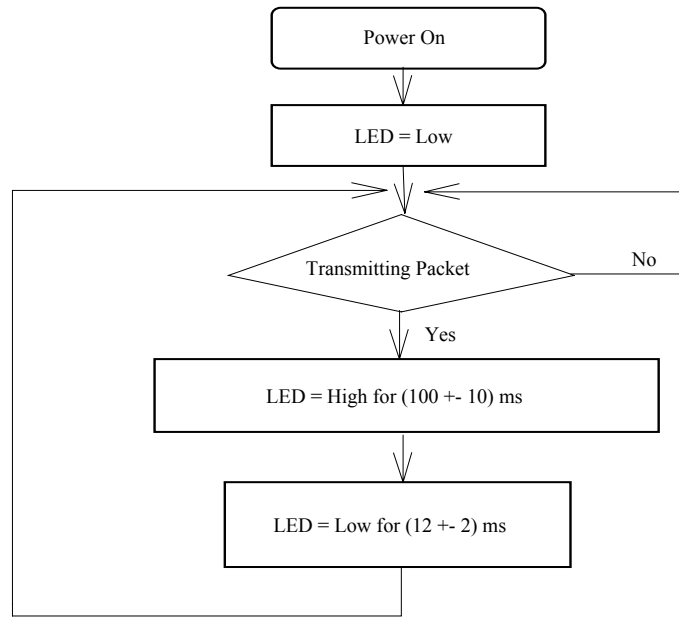 Power On
LED = Low
Transmitting Packet
No
Yes
LED = High for (100 +- 10) ms
LED = Low for (12 +- 2) ms